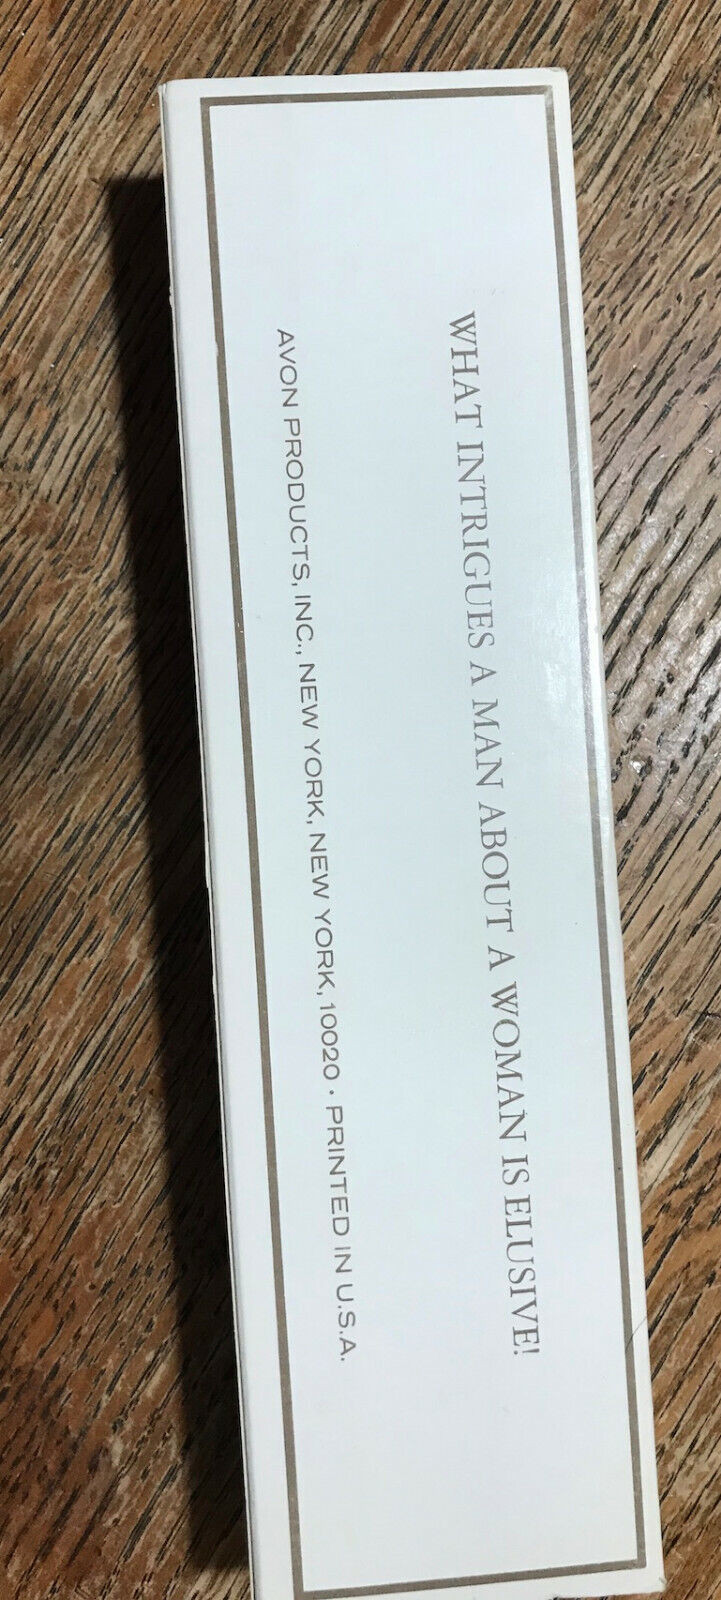 WHAT INTRIGUES A MAN ABOUT A WOMAN IS ELUSIVE!
AVON PRODUCTS, INC., NEW YORK, NEW YORK, 10020 · PRINTED IN U.S.A.